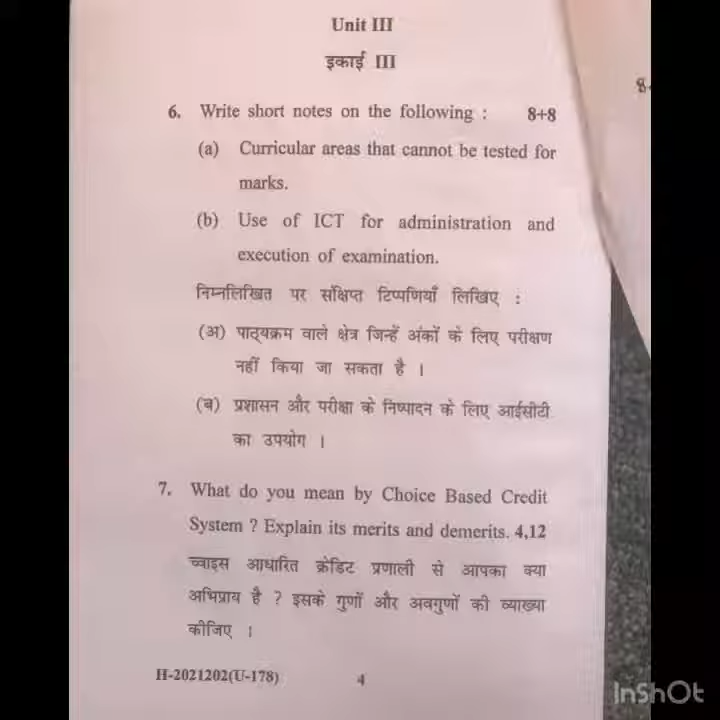 Unit III
इकाई III
8.
6. Write short notes on the following : 8+8
(a) Curricular areas that cannot be tested for
marks.
(b) Use of ICT for administration and
execution of examination.
निम्नलिखित पर संक्षिप्त टिप्पणियाँ लिखिए :
(अ) पाठ्यक्रम वाले क्षेत्र जिन्हें अंकों के लिए परीक्षण
नहीं किया जा सकता है ।
(ब) प्रशासन और परीक्षा के निष्पादन के लिए आईसीटी
का उपयोग ।
7. What do you mean by Choice Based Credit
System ? Explain its merits and demerits. 4,12
च्वाइस आधारित क्रेडिट प्रणाली से आपका क्या
अभिप्राय है ? इसके गुणों और अवगुणों की व्याख्या
कीजिए ।
H-2021202(U-178) 4
InShOt